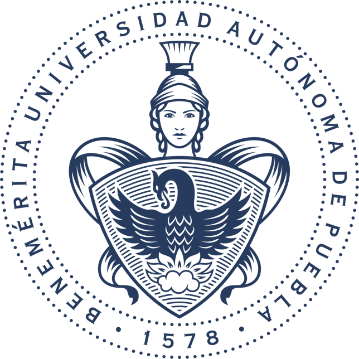 BENEMÉRITA UNIVERSIDAD AUTÓNOMA DE PUEBLA
• 1578 •